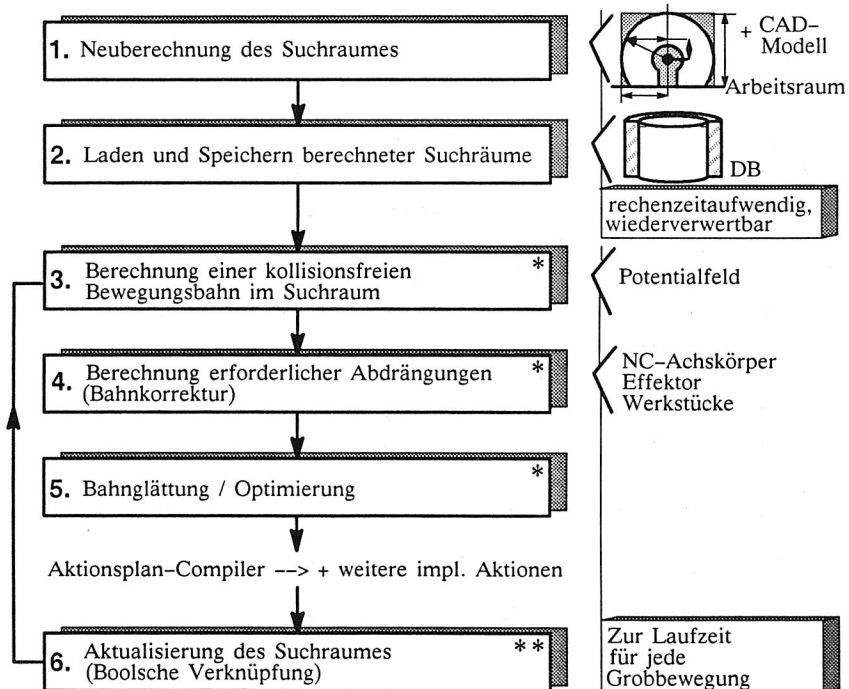 1. Neuberechnung des Suchraumes
+ CAD-
Modell
Arbeitsraum
2. Laden und Speichern berechneter Suchräume
DB
rechenzeitaufwendig,
wiederverwertbar
3. Berechnung einer kollisionsfreien *
Bewegungsbahn im Suchraum
Potentialfeld
4. Berechnung erforderlicher Abdrängungen *
(Bahnkorrektur)
NC-Achskörper
Effektor
Werkstücke
5. Bahnglättung / Optimierung *
Aktionsplan-Compiler --> + weitere impl. Aktionen
6. Aktualisierung des Suchraumes **
(Boolsche Verknüpfung)
Zur Laufzeit
für jede
Grobbewegung